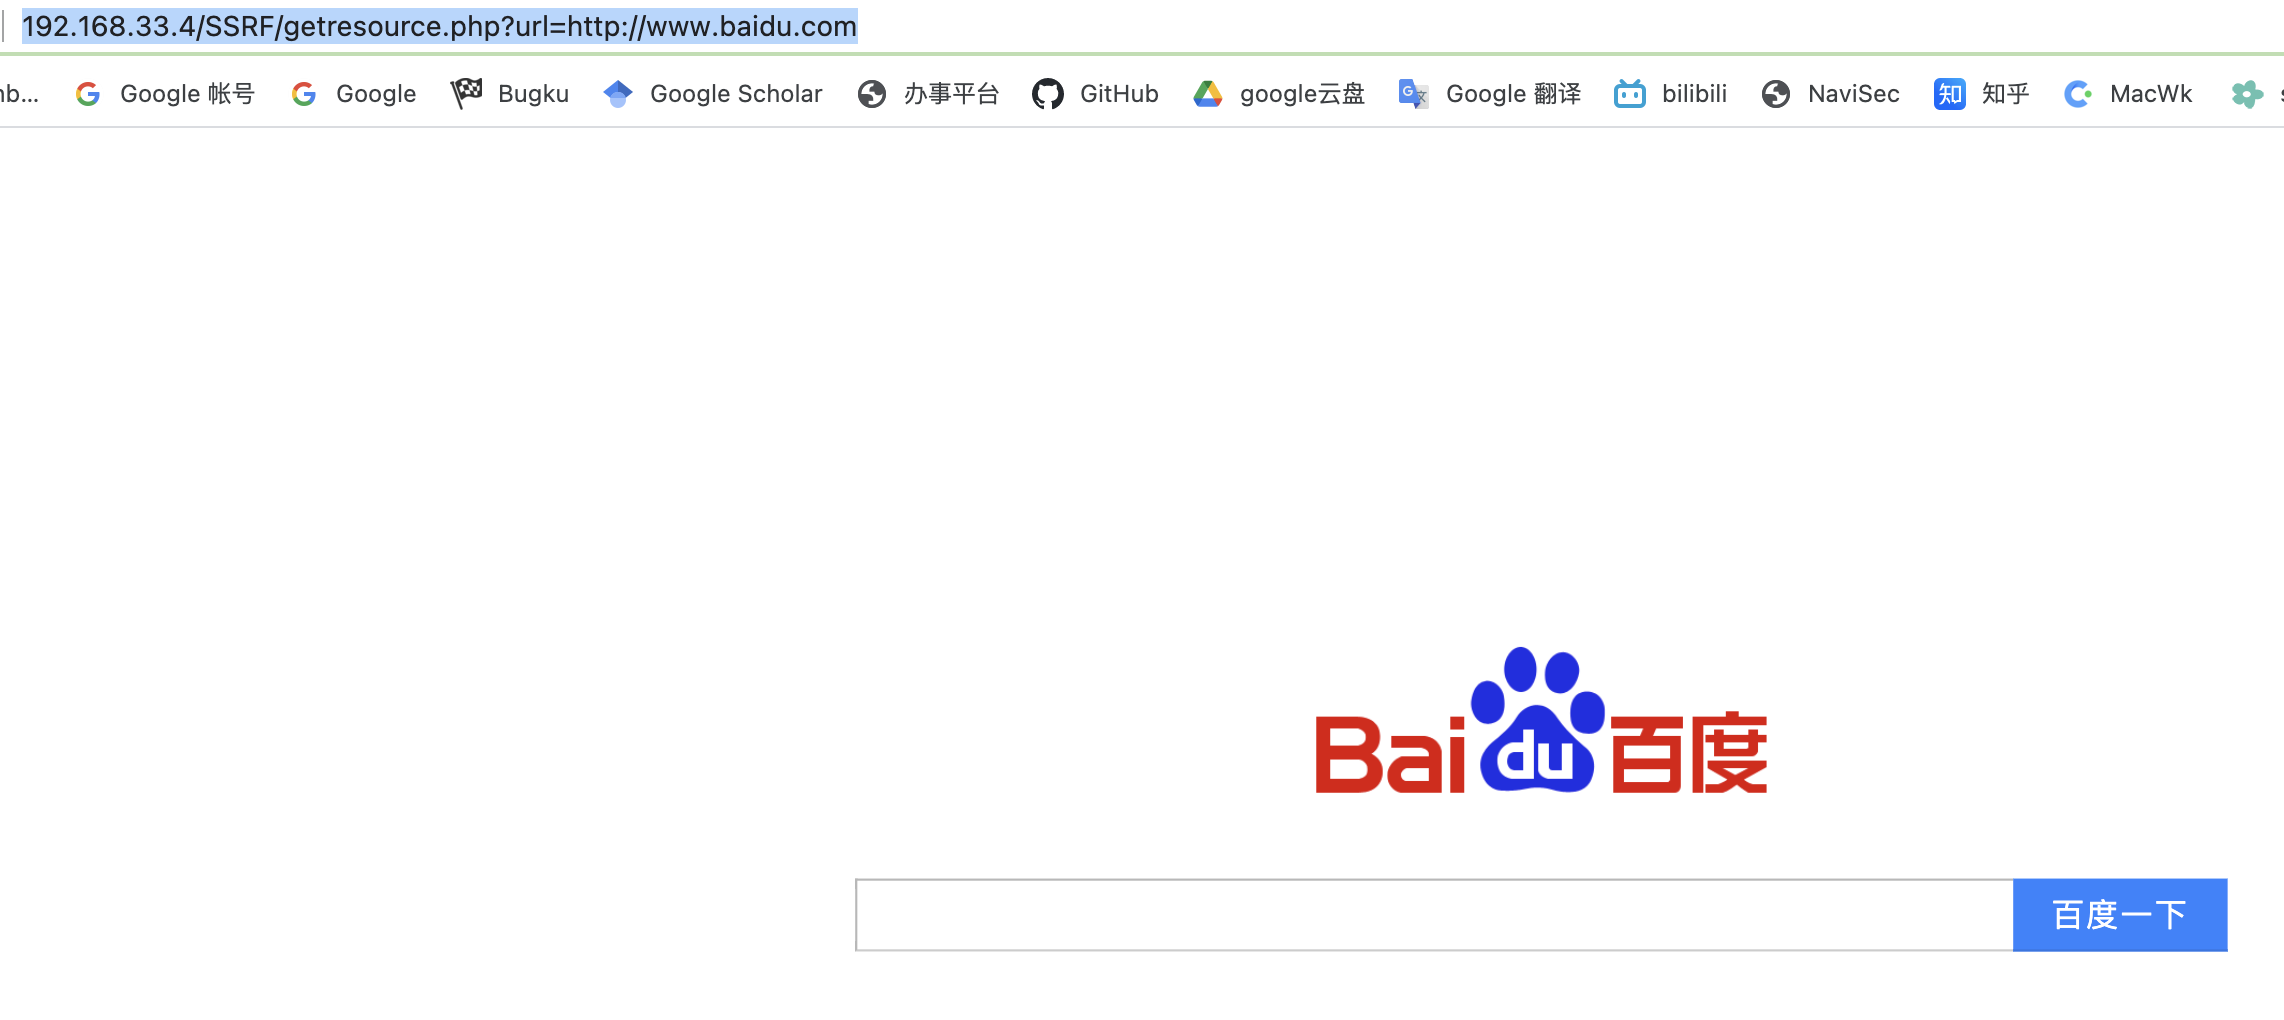 192.168.33.4/SSRF/getresource.php?url=http://www.baidu.com
Google 帐号 Google Bugku Google Scholar 办事平台 GitHub google云盘 Google 翻译 bilibili NaviSec 知乎 MacWk
Bai du 百度
百度一下